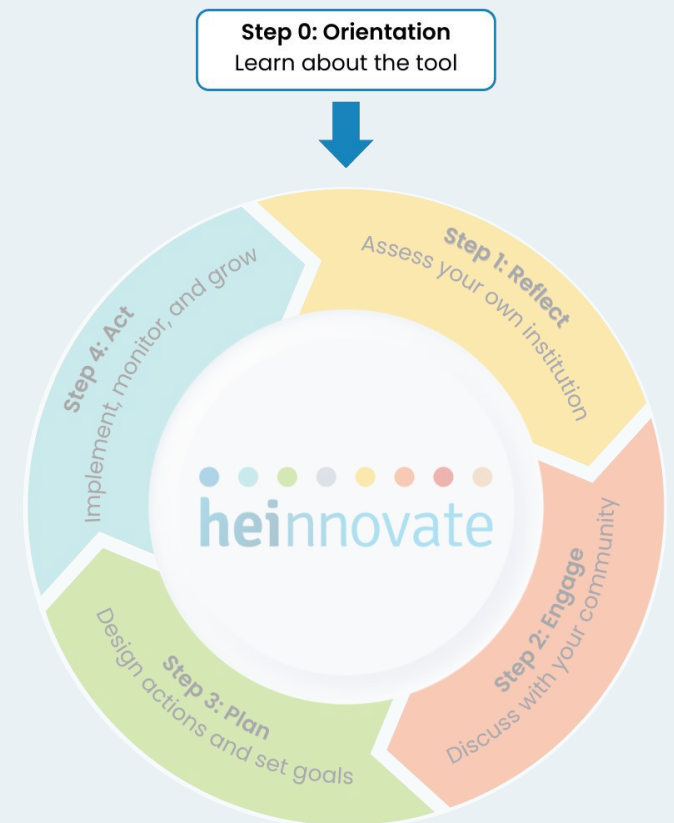 Step 0: Orientation
Learn about the tool
Step 1: Reflect
Assess your own institution
Step 2: Engage
Discuss with your community
Step 3: Plan
Design actions and set goals
Step 4: Act
Implement, monitor, and grow
heinnovate